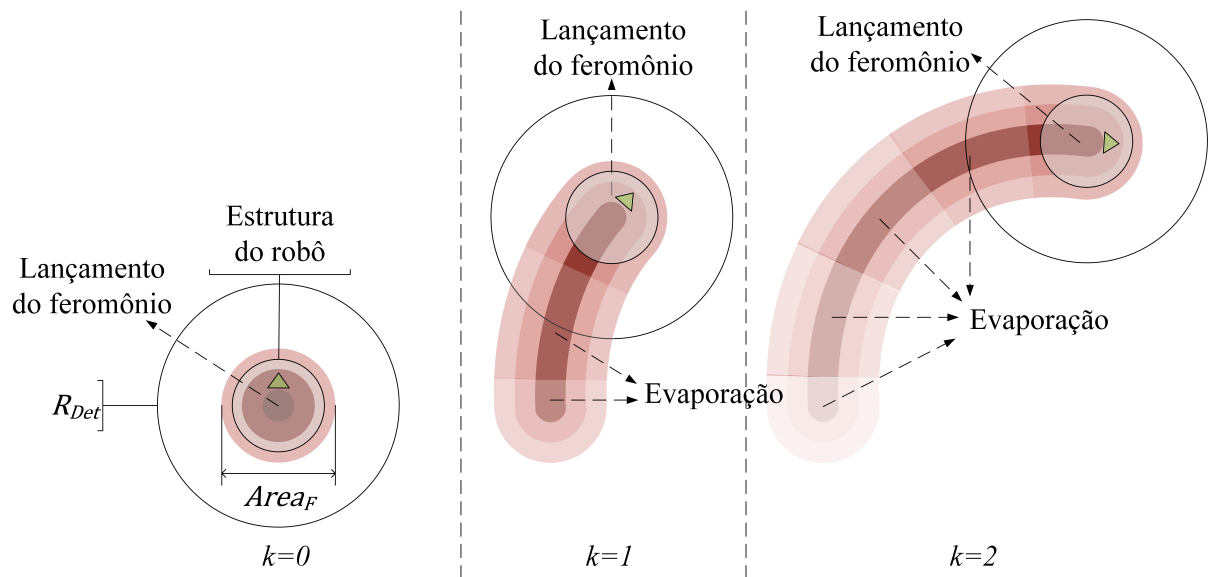 Estrutura
do robô
Lançamento
do feromônio
R_Det
Area_F
k=0
Lançamento
do feromônio
Evaporação
k=1
Lançamento
do feromônio
Evaporação
k=2